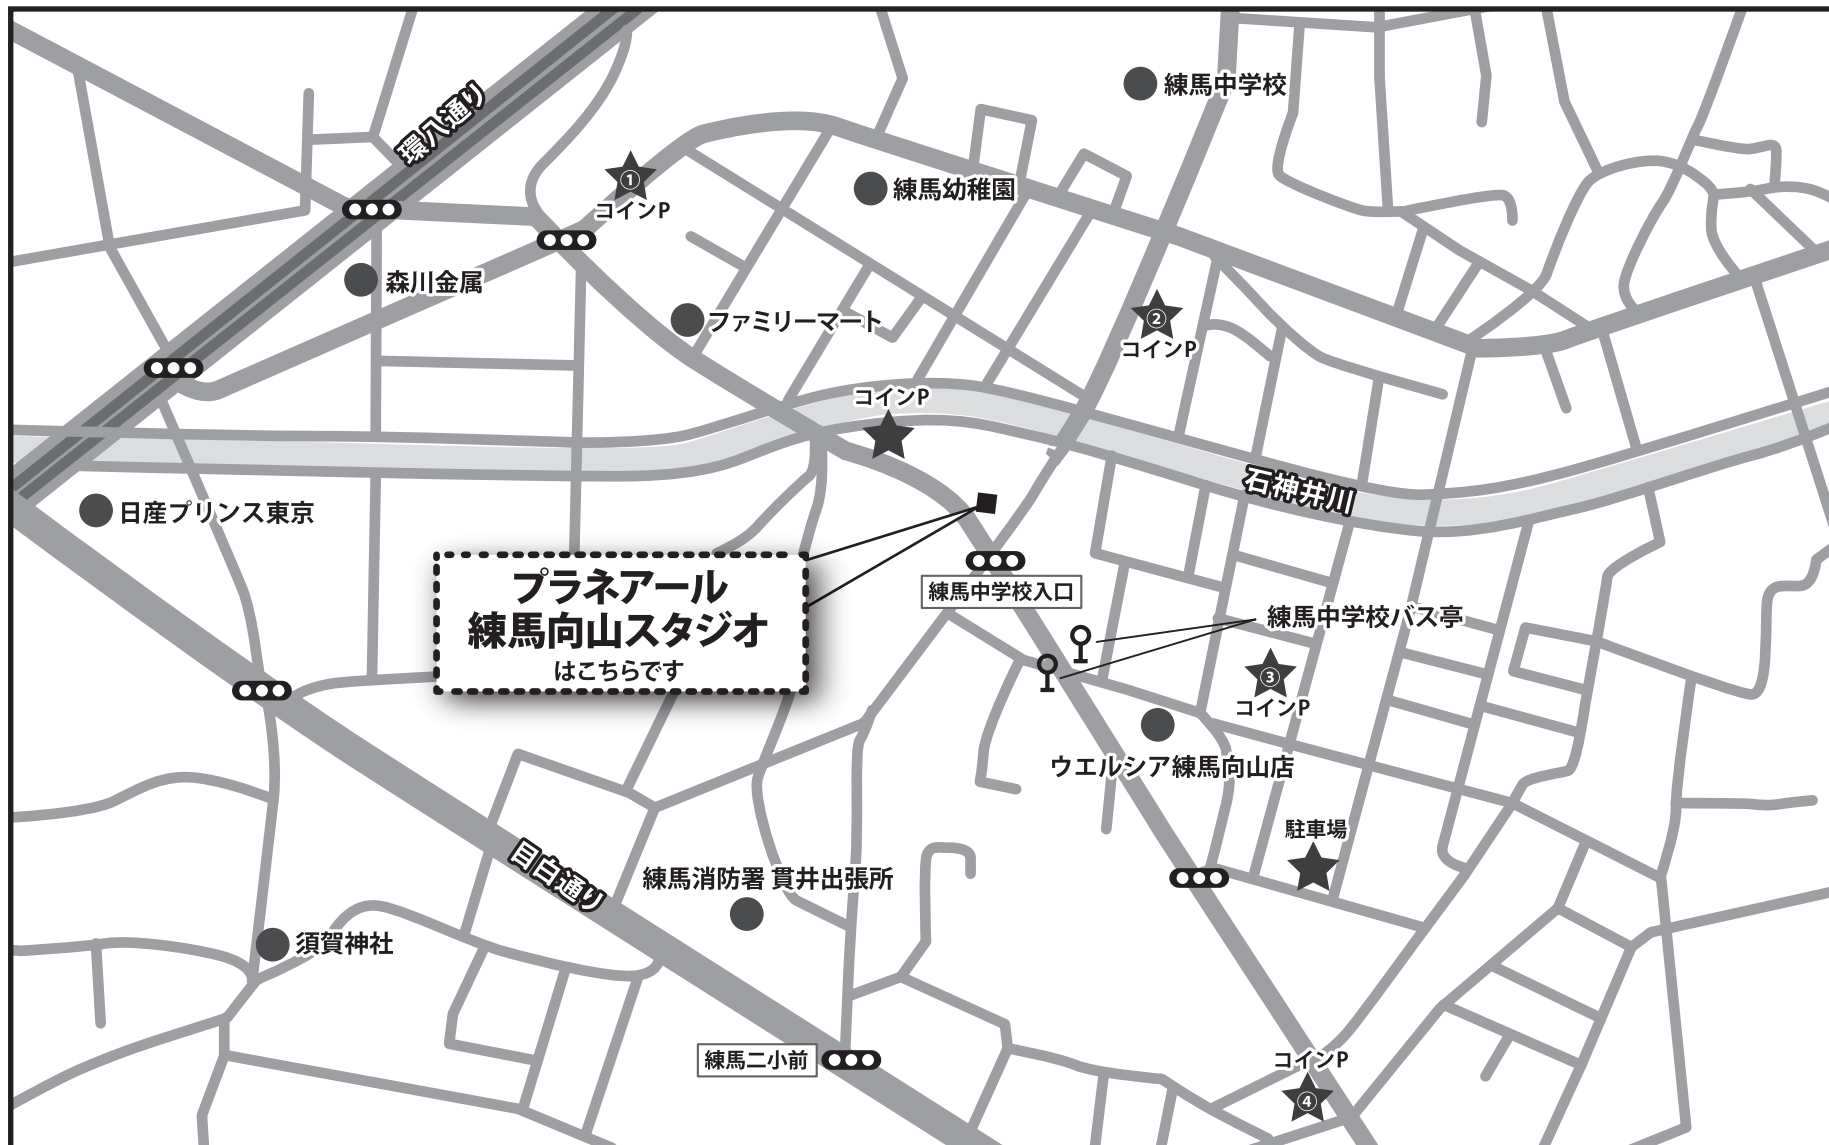 練馬中学校
環八通り
①
コインP
練馬幼稚園
森川金属
ファミリーマート
②
コインP
コインP
石神井川
日産プリンス東京
プラネアール
練馬向山スタジオ
はこちらです
練馬中学校入口
練馬中学校バス亭
③
コインP
ウエルシア練馬向山店
駐車場
目白通り
練馬消防署 貫井出張所
須賀神社
練馬二小前
コインP
④